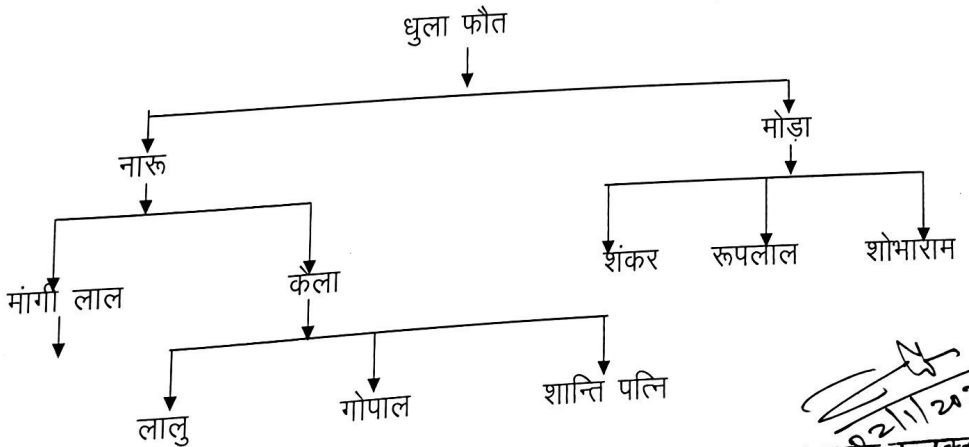 धुला फौत
नारू मोड़ा
मांगी लाल कैला शंकर रूपलाल शोभाराम
लालु गोपाल शान्ति पत्नि